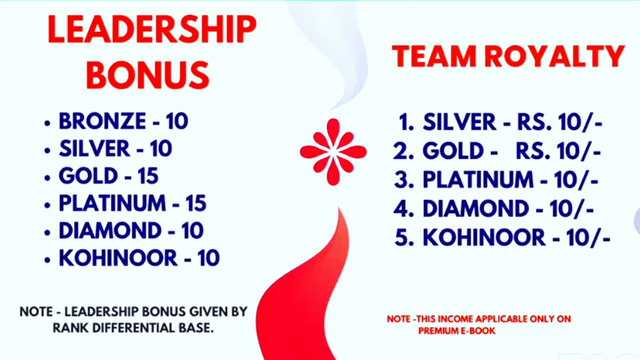 LEADERSHIP
BONUS
• BRONZE - 10
• SILVER - 10
• GOLD - 15
• PLATINUM - 15
• DIAMOND - 10
• KOHINOOR - 10
NOTE - LEADERSHIP BONUS GIVEN BY
RANK DIFFERENTIAL BASE.
TEAM ROYALTY
1. SILVER - RS. 10/-
2. GOLD - RS. 10/-
3. PLATINUM - 10/-
4. DIAMOND - 10/-
5. KOHINOOR - 10/-
NOTE -THIS INCOME APPLICABLE ONLY ON
PREMIUM E-BOOK